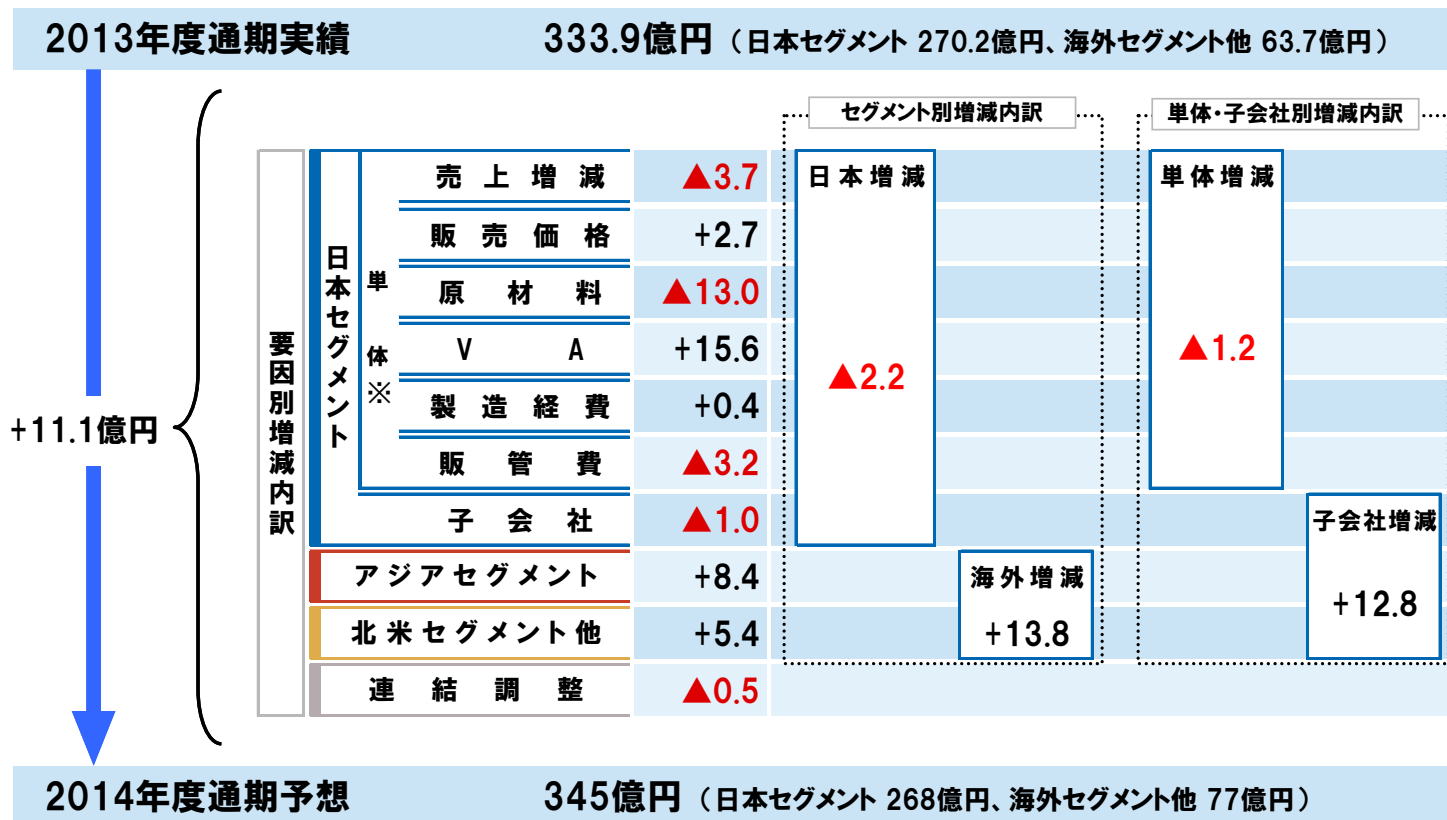 2013年度通期実績 333.9億円 （日本セグメント 270.2億円、海外セグメント他 63.7億円）
セグメント別増減内訳 単体・子会社別増減内訳
+11.1億円
要因別増減内訳
日本セグメント
単体※
売上増減 ▲3.7
販売価格 +2.7
原材料 ▲13.0
VA +15.6
製造経費 +0.4
販管費 ▲3.2
子会社 ▲1.0
アジアセグメント +8.4
北米セグメント他 +5.4
連結調整 ▲0.5
日本増減
▲2.2
海外増減
+13.8
単体増減
▲1.2
子会社増減
+12.8
2014年度通期予想 345億円 （日本セグメント 268億円、海外セグメント他 77億円）